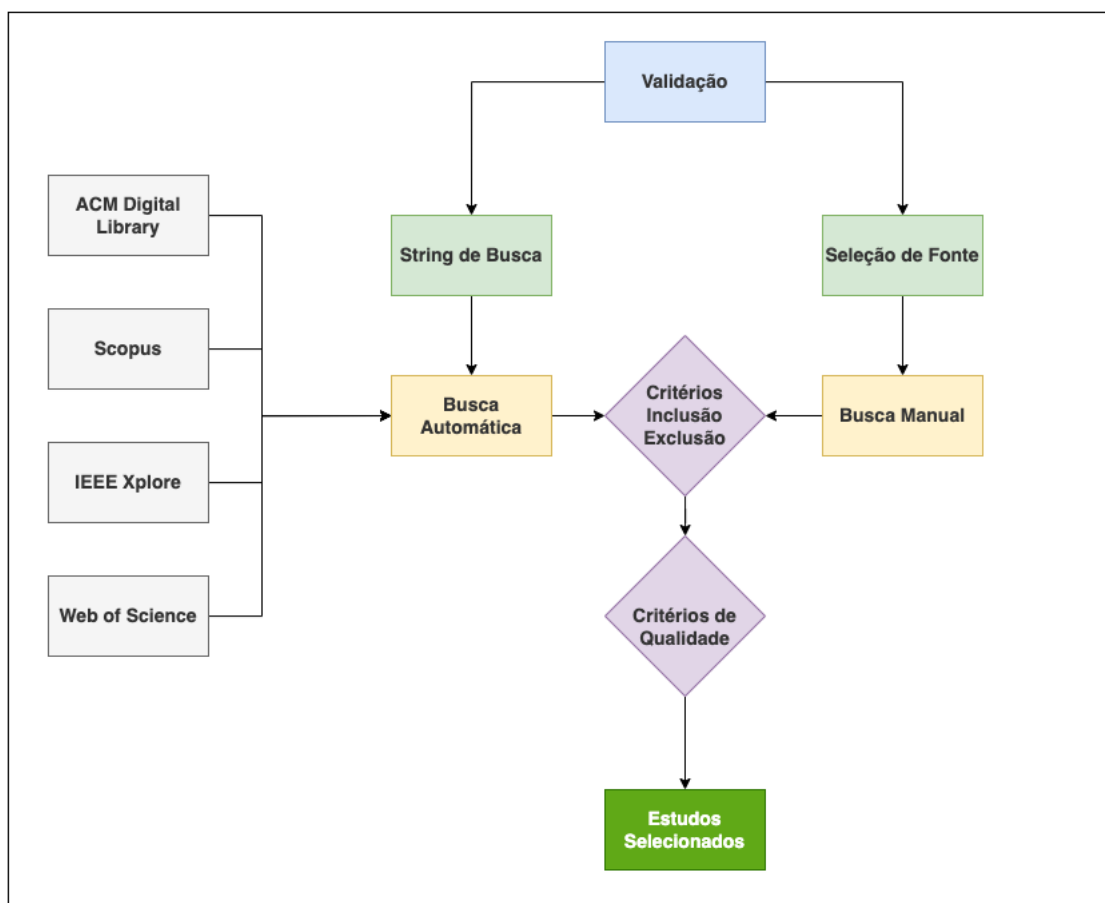 Validação
ACM Digital
Library
String de Busca
Seleção de Fonte
Scopus
Busca
Automática
Critérios
Inclusão
Exclusão
Busca Manual
IEEE Xplore
Web of Science
Critérios de
Qualidade
Estudos
Selecionados